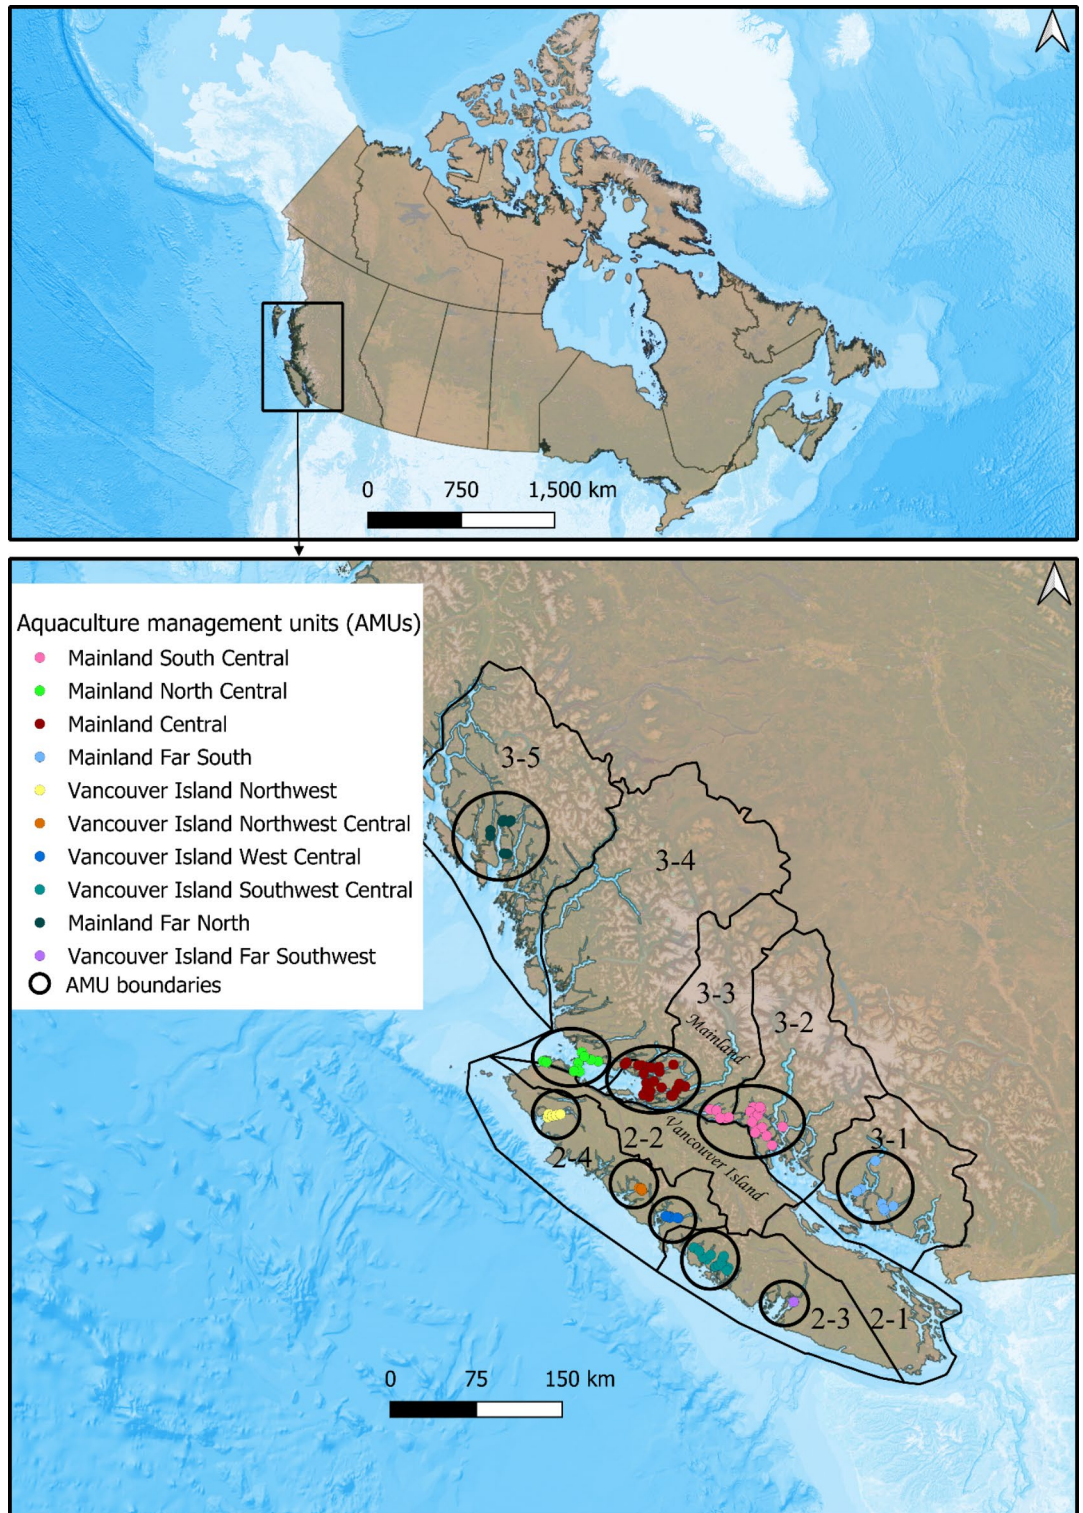 0 750 1,500 km
Aquaculture management units (AMUs)
Mainland South Central
Mainland North Central
Mainland Central
Mainland Far South
Vancouver Island Northwest
Vancouver Island Northwest Central
Vancouver Island West Central
Vancouver Island Southwest Central
Mainland Far North
Vancouver Island Far Southwest
AMU boundaries
3-5
3-4
3-3
3-2
Mainland
3-1
2-2
2-4
Vancouver Island
2-3
2-1
0 75 150 km